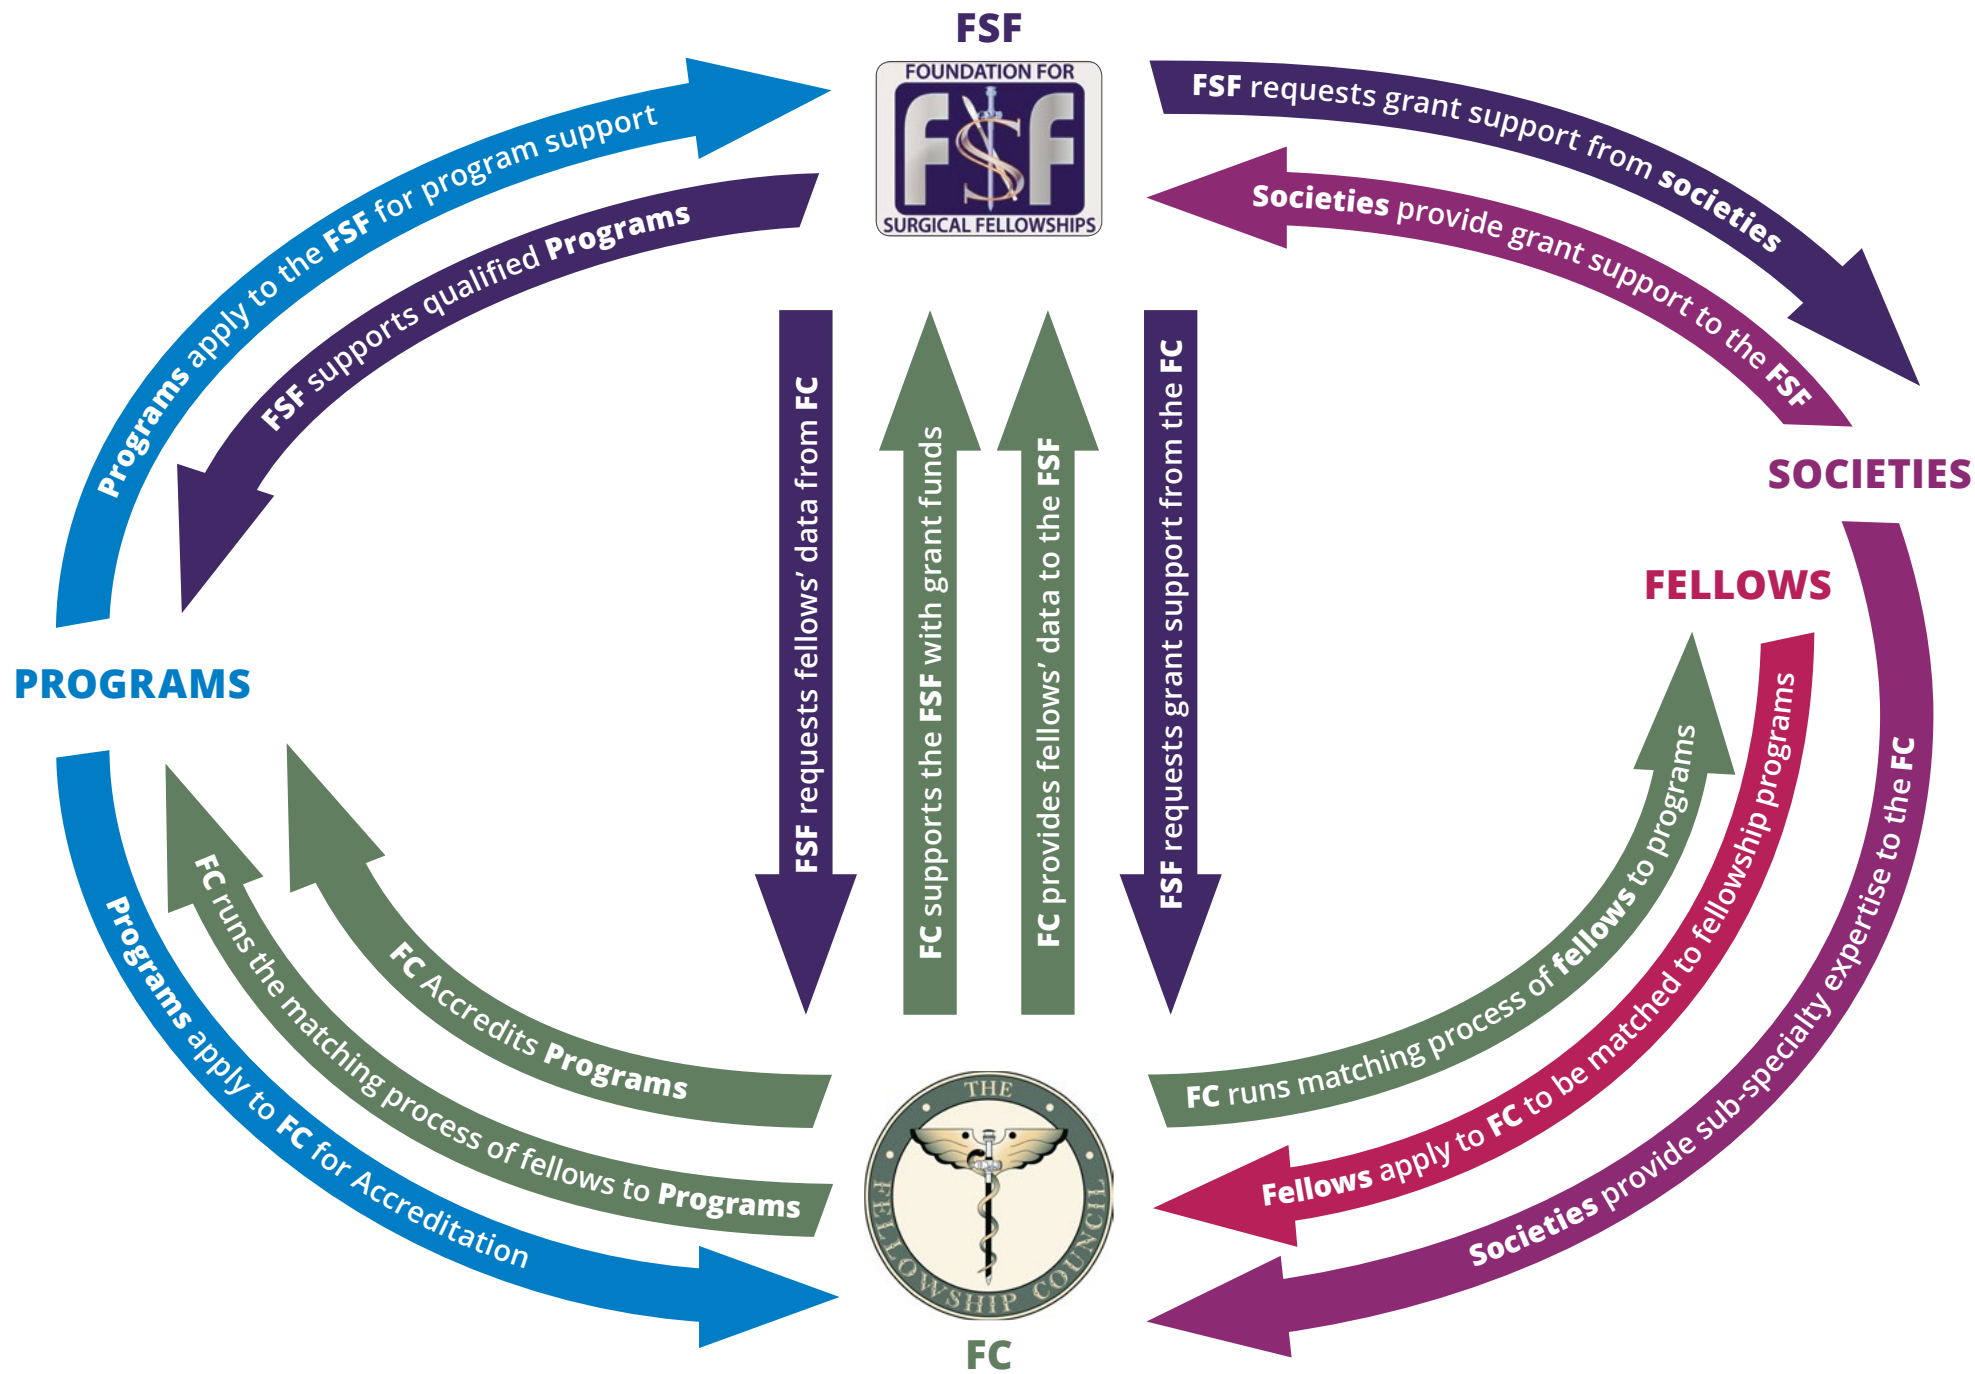 FSF
FOUNDATION FOR
FSF
SURGICAL FELLOWSHIPS
Programs apply to the FSF for program support
FSF supports qualified Programs
FSF requests grant support from societies
Societies provide grant support to the FSF
FSF requests fellows’ data from FC
FC supports the FSF with grant funds
FC provides fellows’ data to the FSF
FSF requests grant support from the FC
SOCIETIES
FELLOWS
PROGRAMS
FC Accredits Programs
FC runs the matching process of fellows to Programs
Programs apply to FC for Accreditation
FC runs matching process of fellows to programs
Fellows apply to FC to be matched to fellowship programs
Societies provide sub-specialty expertise to the FC
THE
FELLOWSHIP COUNCIL
FC